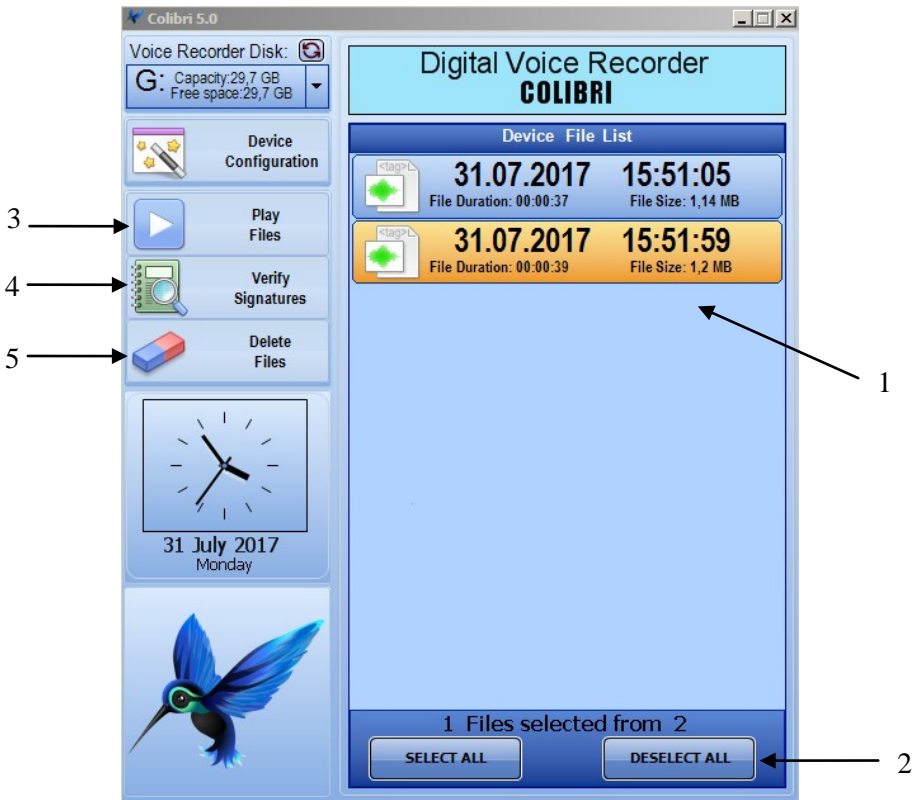 Colibri 5.0
Voice Recorder Disk:
G: Capacity:29,7 GB
Free space:29,7 GB
Device
Configuration
3
Play
Files
4
Verify
Signatures
5
Delete
Files
31 July 2017
Monday
Digital Voice Recorder
COLIBRI
Device File List
<tag>L
31.07.2017 15:51:05
File Duration: 00:00:37 File Size: 1,14 MB
<tag>L
31.07.2017 15:51:59
File Duration: 00:00:39 File Size: 1,2 MB
1
1 Files selected from 2
SELECT ALL DESELECT ALL
2